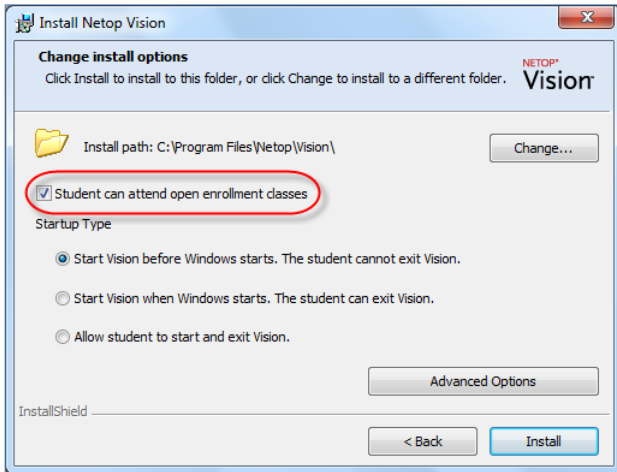 Install Netop Vision
Change install options
Click Install to install to this folder, or click Change to install to a different folder.
NETOP
Vision
Install path: C:\Program Files\Netop\Vision\
Change...
Student can attend open enrollment classes
Startup Type
Start Vision before Windows starts. The student cannot exit Vision.
Start Vision when Windows starts. The student can exit Vision.
Allow student to start and exit Vision.
Advanced Options
InstallShield
< Back
Install